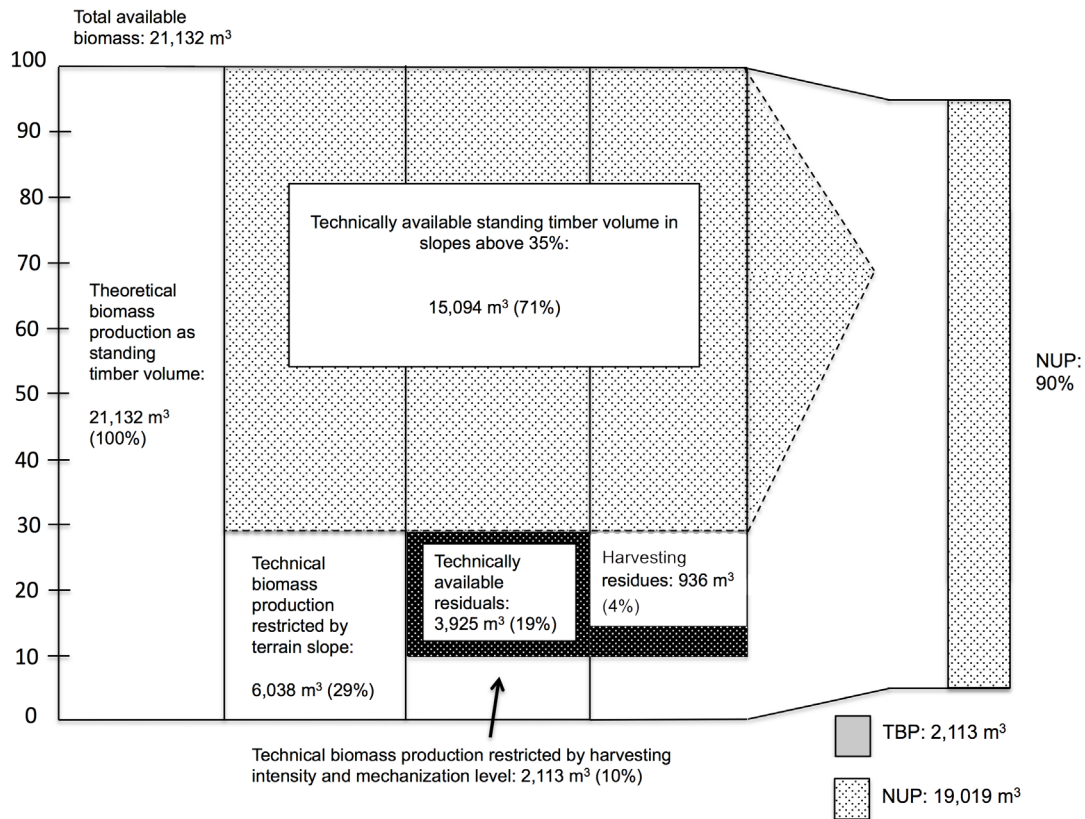 Total available
biomass: 21,132 m³
100
90
80
70
60
50
40
30
20
10
0
Theoretical
biomass
production as
standing
timber volume:
21,132 m³
(100%)
Technically available standing timber volume in
slopes above 35%:
15,094 m³ (71%)
Technical
biomass
production
restricted by
terrain slope:
6,038 m³ (29%)
Technically
available
residuals:
3,925 m³ (19%)
Harvesting
residues: 936 m³
(4%)
Technical biomass production restricted by harvesting
intensity and mechanization level: 2,113 m³ (10%)
NUP:
90%
TBP: 2,113 m³
NUP: 19,019 m³